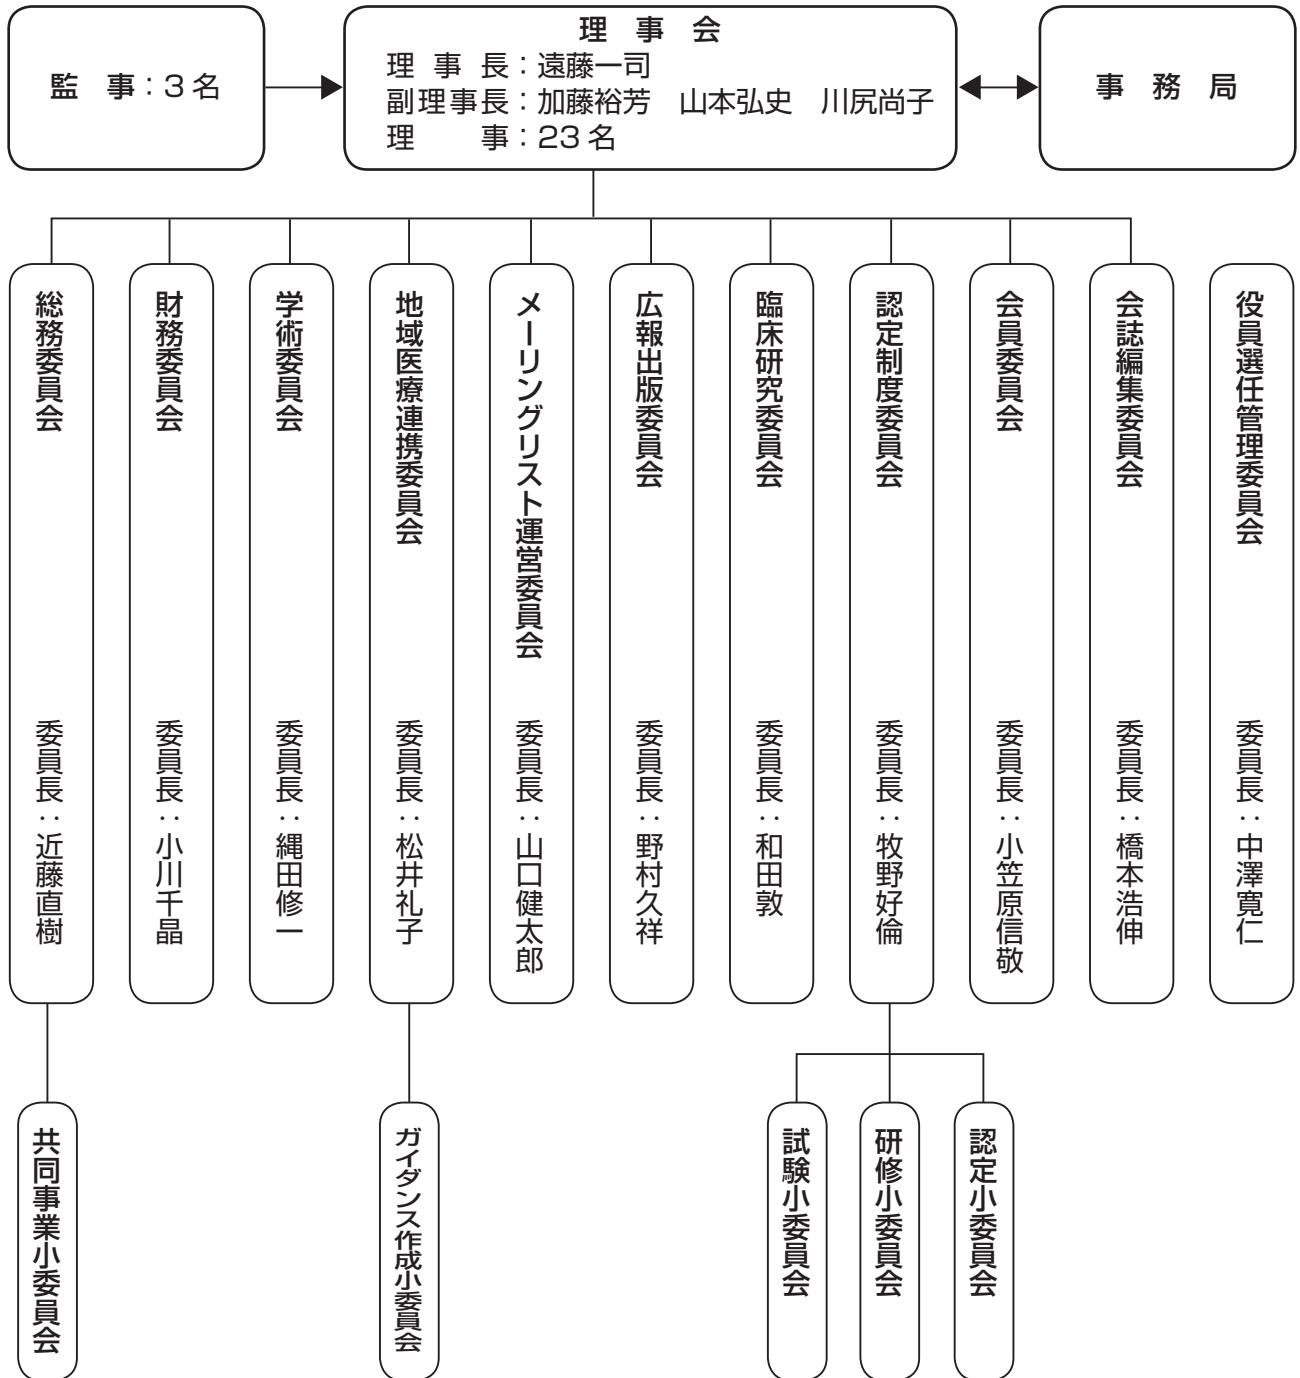 監　事：3名
理　事　会
理　事　長：遠藤一司
副理事長：加藤裕芳　山本弘史　川尻尚子
理　　　事：23名
事　務　局
総務委員会　委員長：近藤直樹
財務委員会　委員長：小川千晶
学術委員会　委員長：縄田修一
地域医療連携委員会　委員長：松井礼子
メーリングリスト運営委員会　委員長：山口健太郎
広報出版委員会　委員長：野村久祥
臨床研究委員会　委員長：和田敦
認定制度委員会　委員長：牧野好倫
会員委員会　委員長：小笠原信敬
会誌編集委員会　委員長：橋本浩伸
役員選任管理委員会　委員長：中澤寛仁
共同事業小委員会
ガイダンス作成小委員会
試験小委員会
研修小委員会
認定小委員会